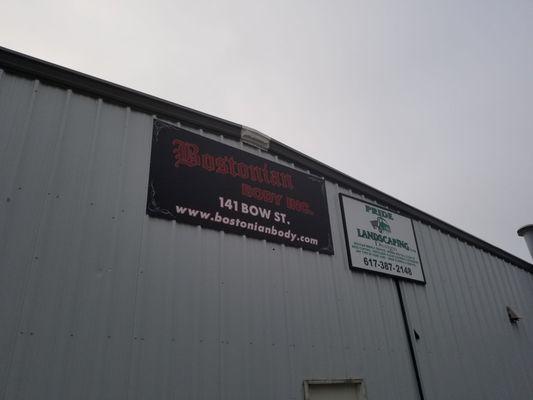 Bostonian
BODY INC.
141 BOW ST.
www.bostonianbody.com
PRIDE
LANDSCAPING
617-387-2148